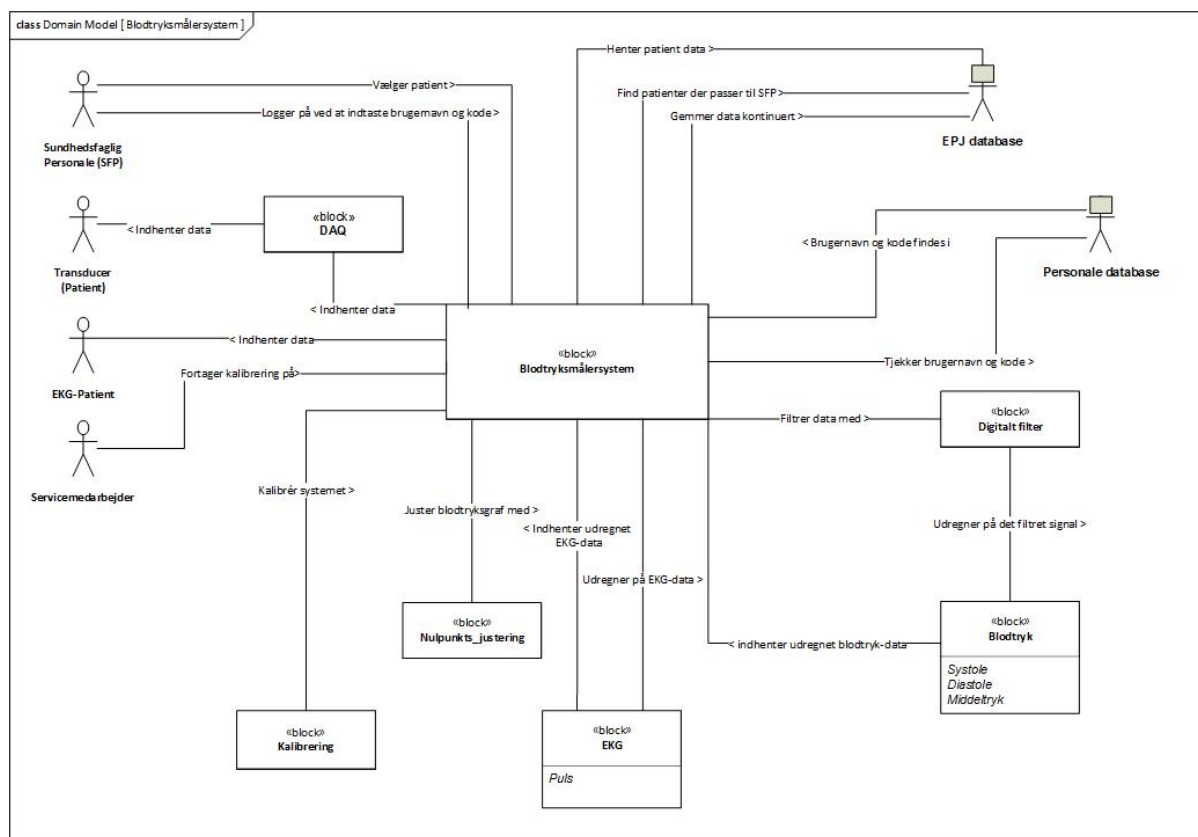 class Domain Model [ Blodtryksmålersystem ]
Henter patient data >
Vælger patient >
Find patienter der passer til SFP >
Logger på ved at indtaste brugernavn og kode >
Gemmer data kontinuert >
EPJ database
Sundhedsfaglig
Personale (SFP)
«block»
DAQ
< Indhenter data
< Brugernavn og kode findes i
Transducer
(Patient)
Personale database
< Indhenter data
< Indhenter data
«block»
Blodtryksmålersystem
Tjekker brugernavn og kode >
Fortager kalibrering på>
EKG-Patient
«block»
Digitalt filter
Filtrer data med >
Servicemedarbejder
Kalibrér systemet >
Juster blodtryksgraf med >
< Indhenter udregnet
EKG-data
Udregner på det filtret signal >
Udregner på EKG-data >
«block»
Nulpunkts_justering
«block»
Blodtryk
< indhenter udregnet blodtryk-data
Systole
Diastole
Middeltryk
«block»
Kalibrering
«block»
EKG
Puls